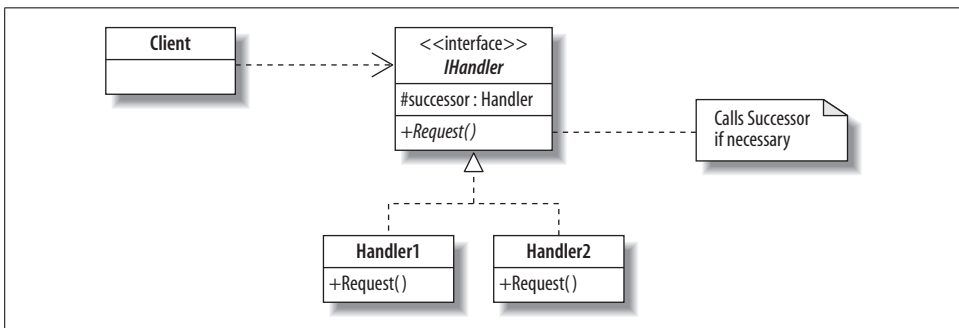 Client
<<interface>>
IHandler
#successor : Handler
+Request()
Calls Successor
if necessary
Handler1
+Request()
Handler2
+Request()